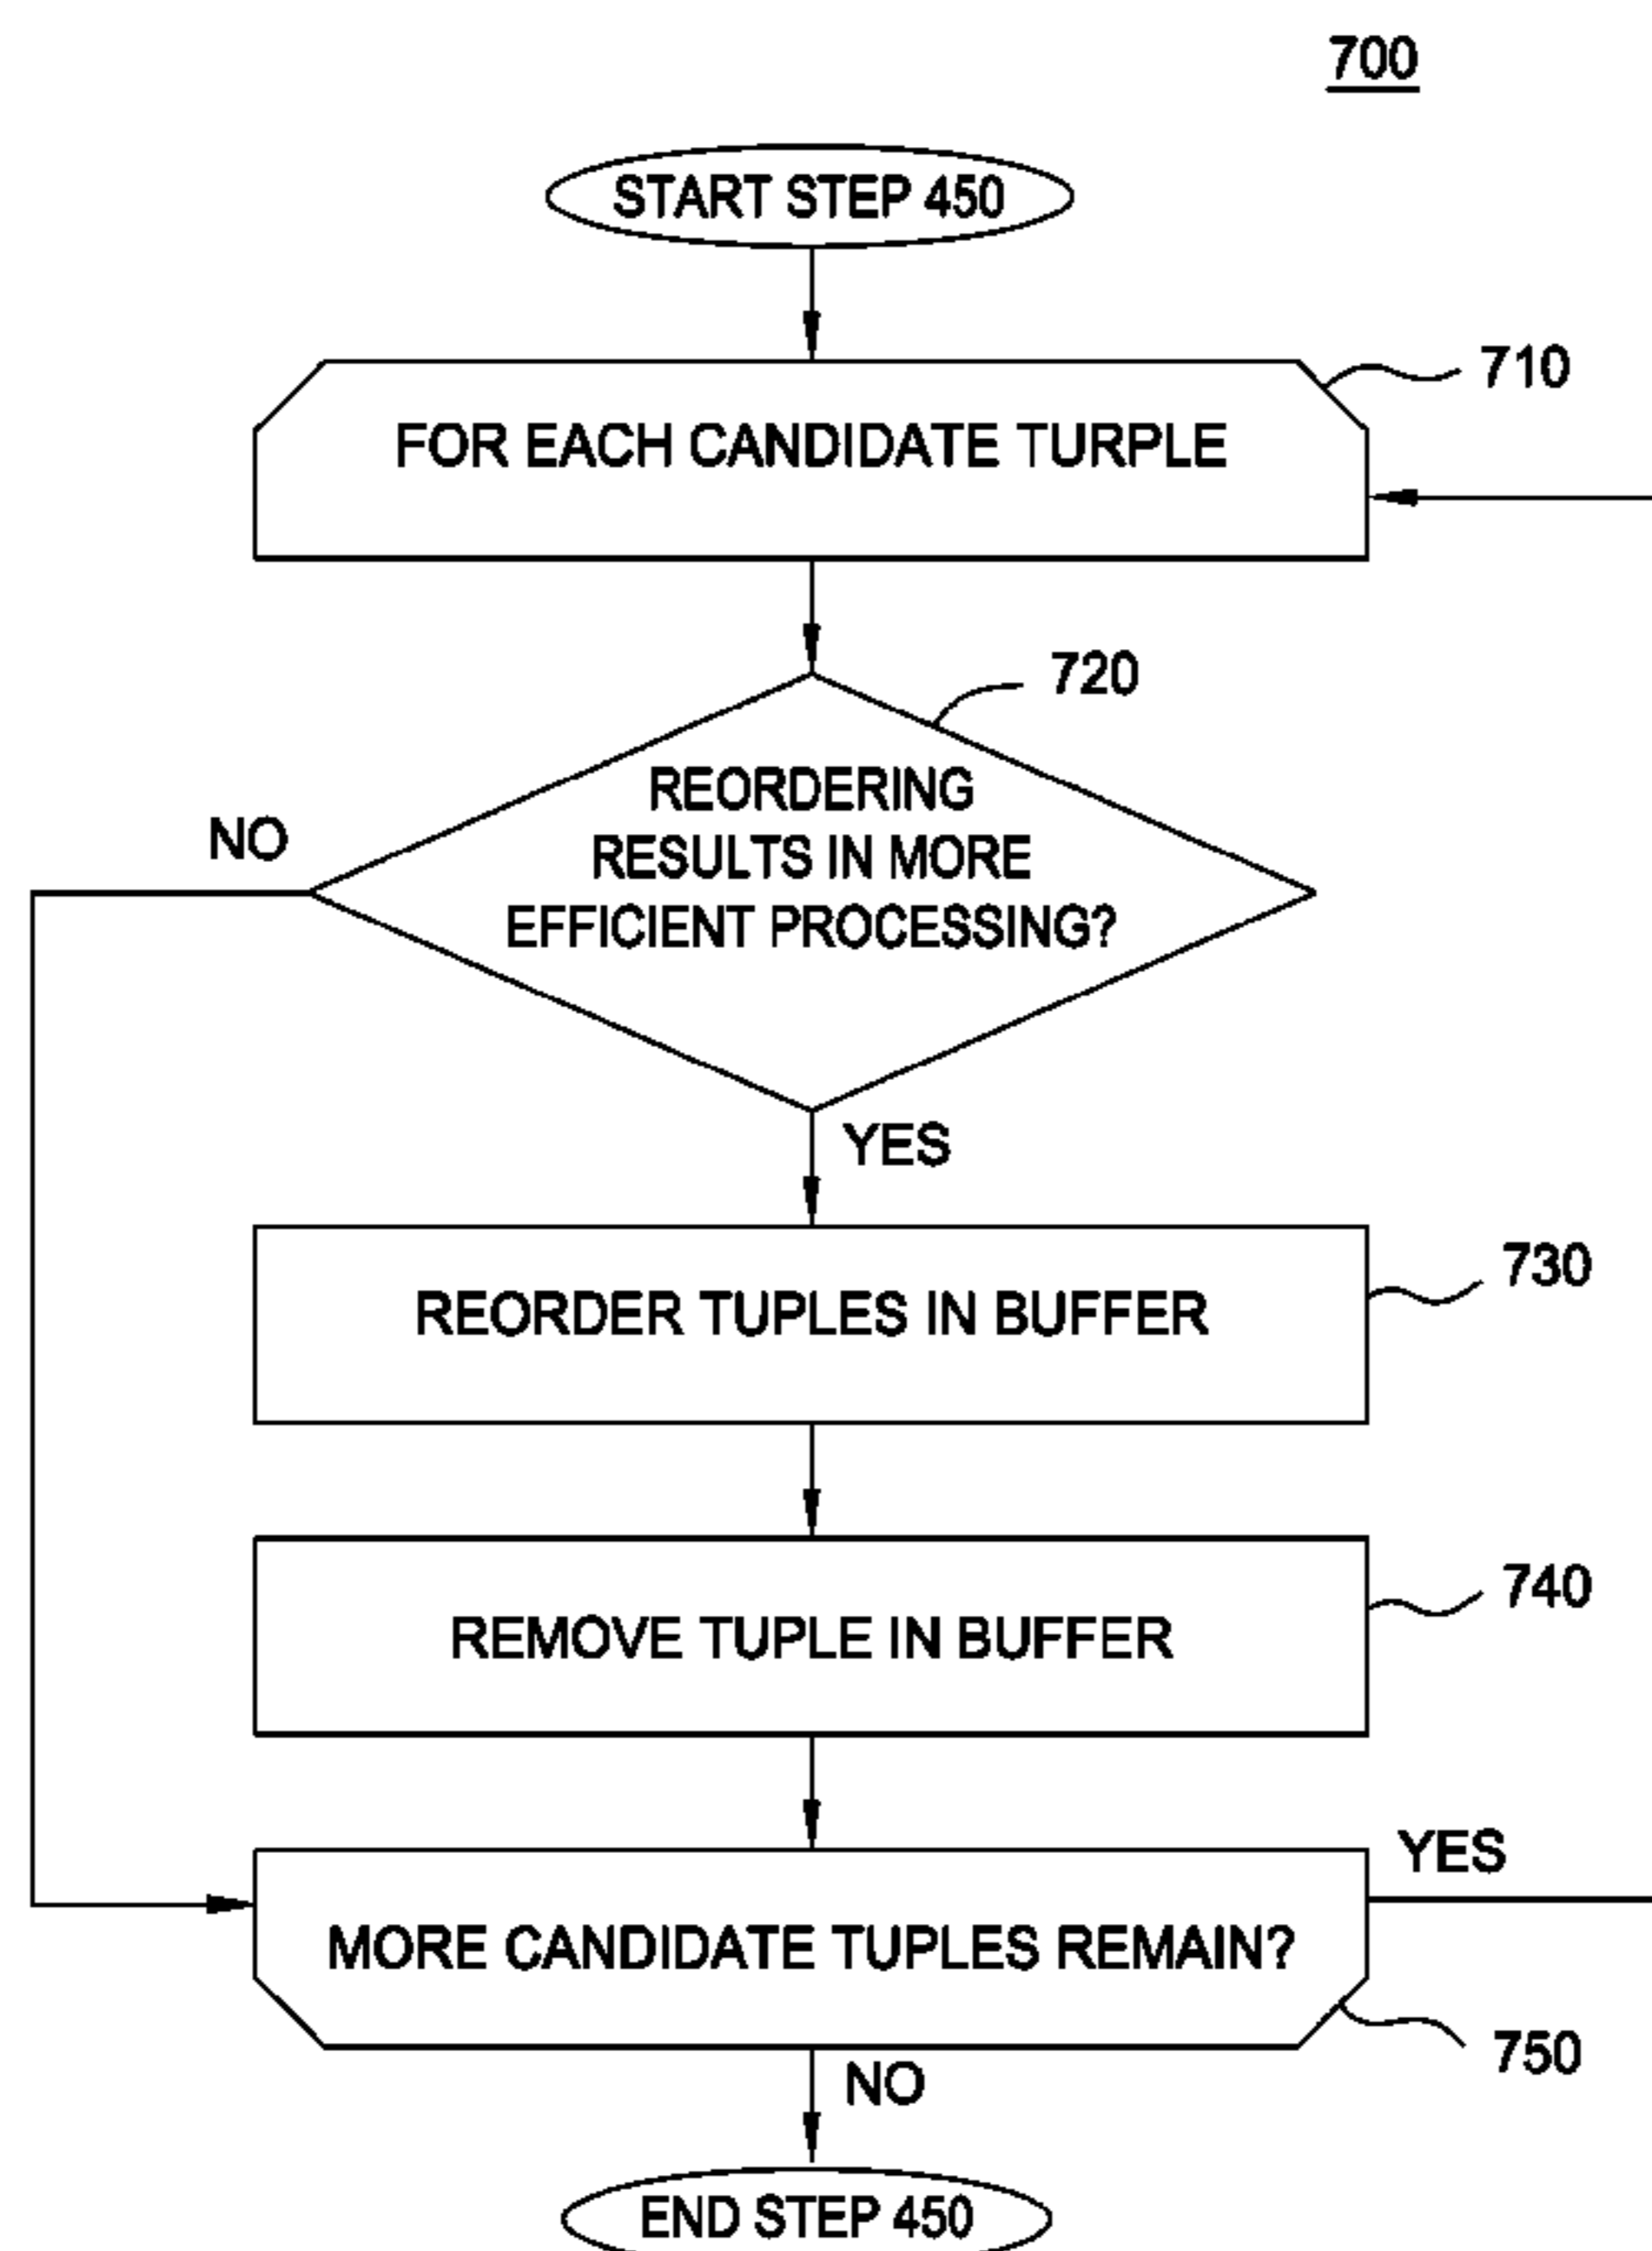 700
START STEP 450
710
FOR EACH CANDIDATE TURPLE
720
REORDERING
RESULTS IN MORE
EFFICIENT PROCESSING?
NO
YES
730
REORDER TUPLES IN BUFFER
740
REMOVE TUPLE IN BUFFER
YES
MORE CANDIDATE TUPLES REMAIN?
750
NO
END STEP 450